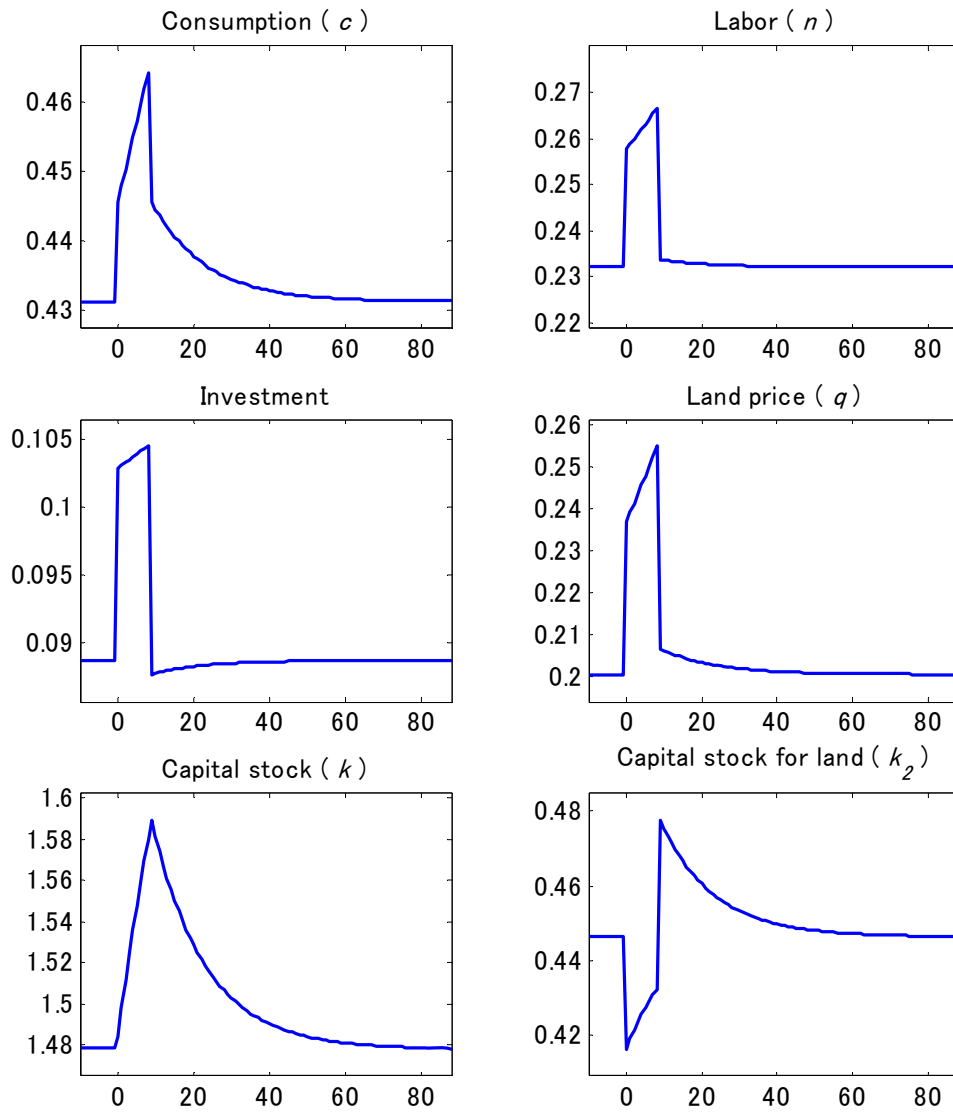 Consumption ( c )
0.46
0.45
0.44
0.43
0 20 40 60 80
Labor ( n )
0.27
0.26
0.25
0.24
0.23
0.22
0 20 40 60 80
Investment
0.105
0.1
0.095
0.09
0 20 40 60 80
Land price ( q )
0.26
0.25
0.24
0.23
0.22
0.21
0.2
0 20 40 60 80
Capital stock ( k )
1.6
1.58
1.56
1.54
1.52
1.5
1.48
0 20 40 60 80
Capital stock for land ( k2 )
0.48
0.46
0.44
0.42
0 20 40 60 80